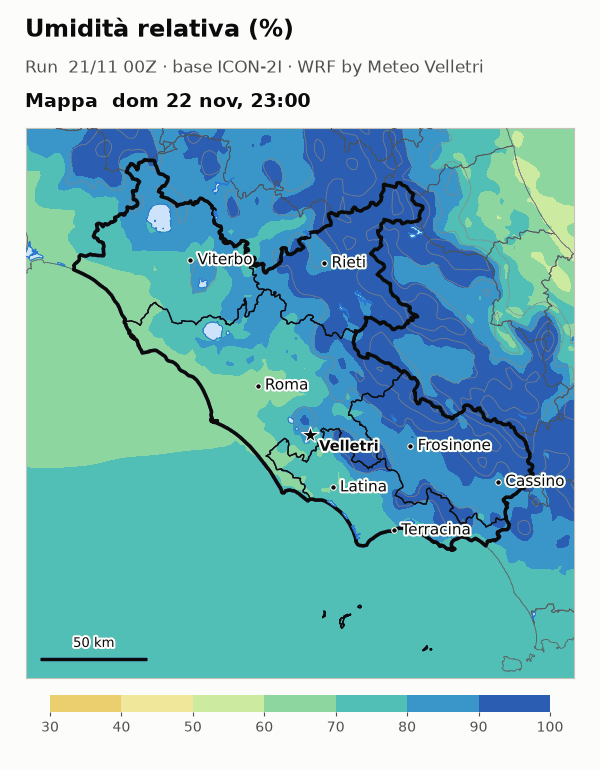 Umidità relativa (%)
Run  21/11 00Z · base ICON-2I · WRF by Meteo Velletri
Mappa  dom 22 nov, 23:00
Viterbo
Rieti
Roma
Velletri
Frosinone
Cassino
Latina
Terracina
50 km
30 40 50 60 70 80 90 100